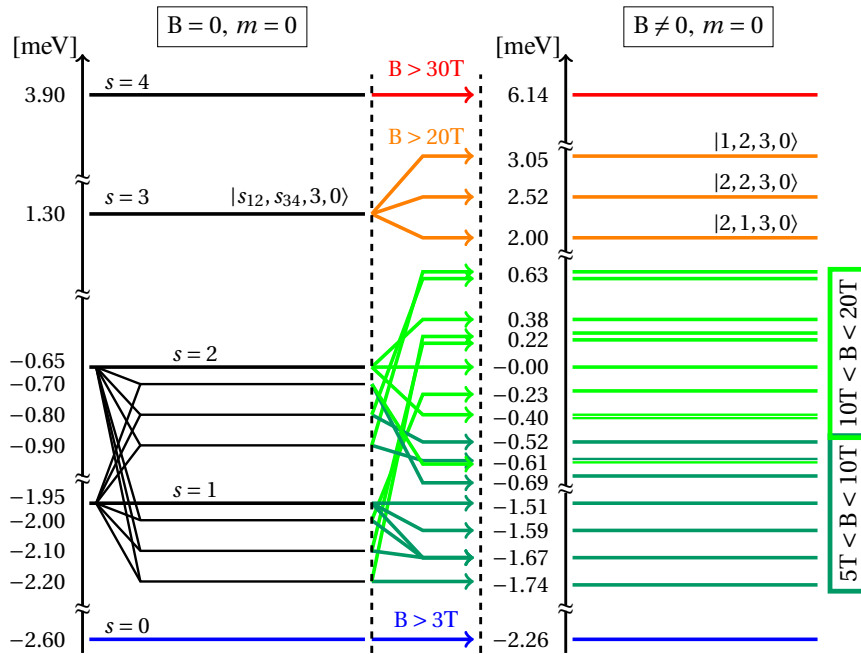 B = 0, m = 0
B ≠ 0, m = 0
[meV]
[meV]
3.90
s = 4
B > 30T
6.14
B > 20T
|1,2,3,0⟩
3.05
1.30
s = 3
|s₁₂,s₃₄,3,0⟩
|2,2,3,0⟩
2.52
|2,1,3,0⟩
2.00
0.63
0.38
0.22
−0.65
s = 2
−0.00
−0.70
−0.23
−0.80
−0.40
−0.90
−0.52
−0.61
−0.69
−1.95
s = 1
−1.51
−2.00
−1.59
−2.10
−1.67
−2.20
−1.74
−2.60
s = 0
B > 3T
−2.26
10T < B < 20T
5T < B < 10T